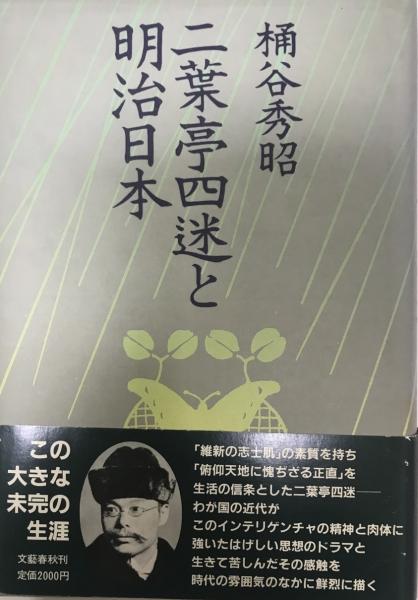 桶谷秀昭
二葉亭四迷と
明治日本
「維新の志士肌」の素質を持ち
「俯仰天地に愧ぢざる正直」を
生活の信条とした二葉亭四迷──
わが国の近代が
このインテリゲンチャの精神と肉体に
強いたはげしい思想のドラマと
生きて苦しんだその感触を
時代の雰囲気のなかに鮮烈に描く
この
大きな
未完の
生涯
文藝春秋刊
定価2000円